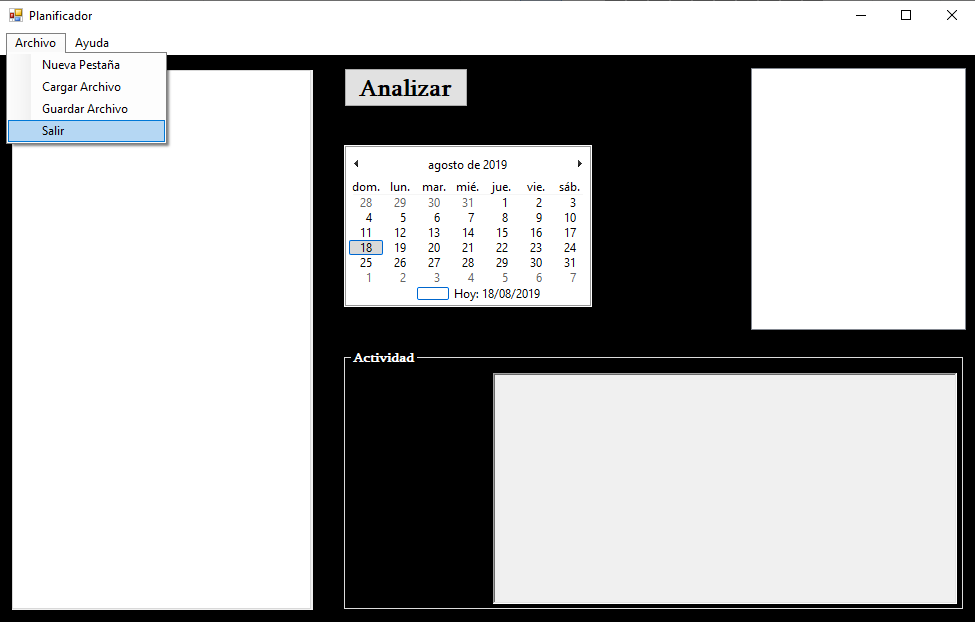 Planificador
Archivo Ayuda
Nueva Pestaña
Cargar Archivo
Guardar Archivo
Salir
Analizar
agosto de 2019
dom. lun. mar. mié. jue. vie. sáb.
28 29 30 31 1 2 3
4 5 6 7 8 9 10
11 12 13 14 15 16 17
18 19 20 21 22 23 24
25 26 27 28 29 30 31
1 2 3 4 5 6 7
Hoy: 18/08/2019
Actividad